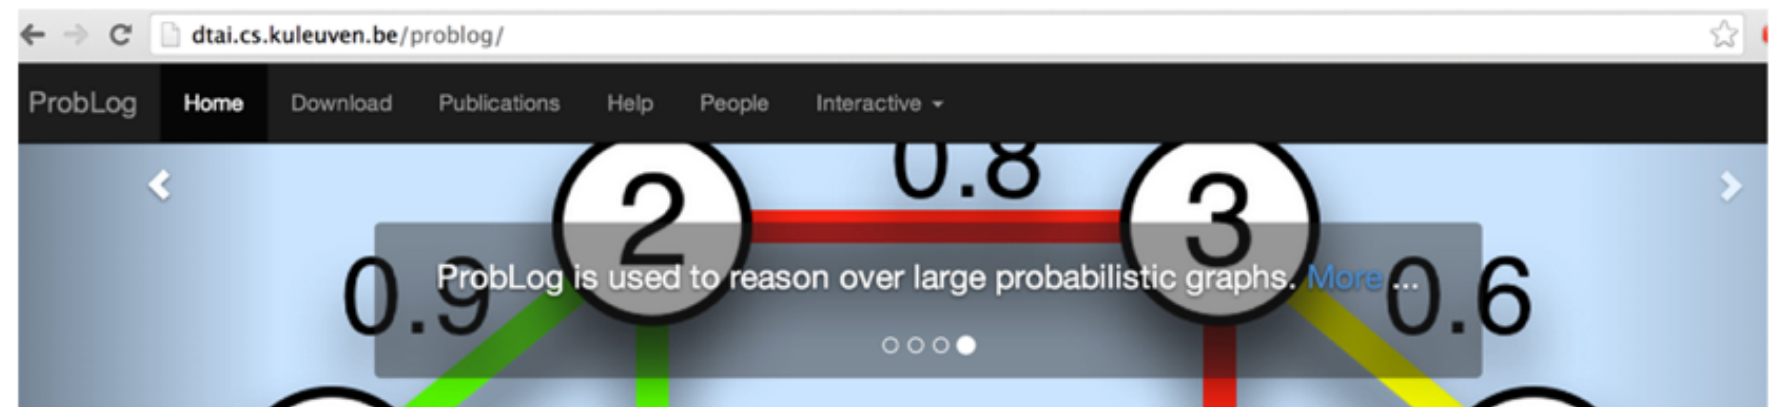 dtai.cs.kuleuven.be/problog/
ProbLog Home Download Publications Help People Interactive
0.8
2 3
ProbLog is used to reason over large probabilistic graphs. More ...
0.9 0.6